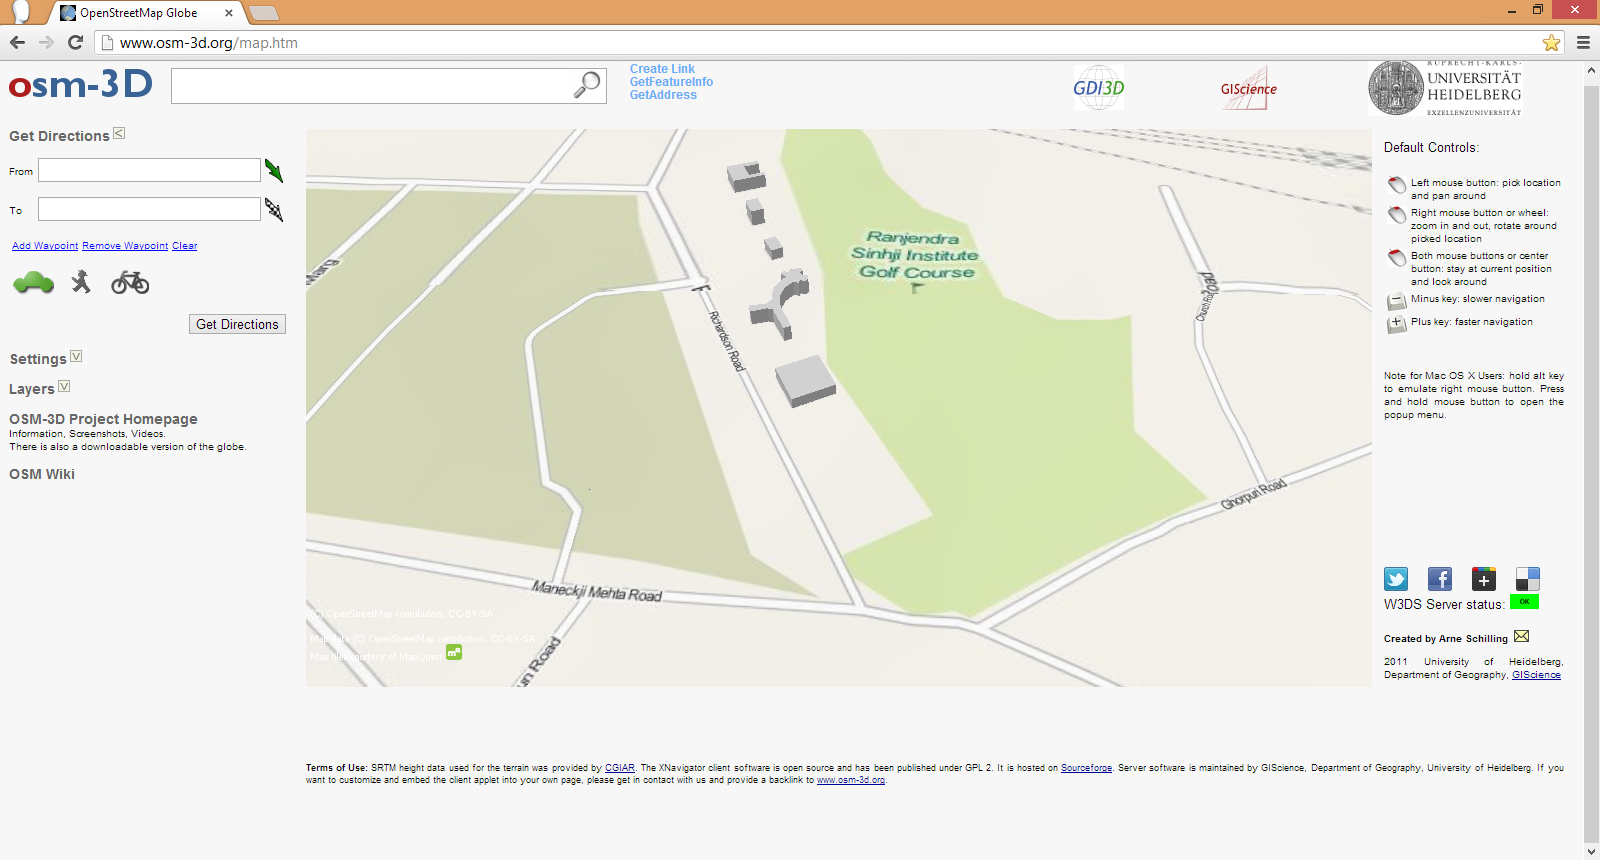 OpenStreetMap Globe
www.osm-3d.org/map.htm
osm-3D
Create Link
GetFeatureInfo
GetAddress
GDI3D
GIScience
RUPRECHT-KARLS-
UNIVERSITÄT
HEIDELBERG
EXZELLENZUNIVERSITÄT
Get Directions <
From
To
Add Waypoint Remove Waypoint Clear
Get Directions
Settings V
Layers V
OSM-3D Project Homepage
Information, Screenshots, Videos.
There is also a downloadable version of the globe.
OSM Wiki
Marg
Richardson Road
Ranjendra
Sinhji Institute
Golf Course
Church Road
Ghorpuri Road
Maneckji Mehta Road
un Road
(C) OpenStreetMap contributors, CC-BY-SA
Map data (C) OpenStreetMap contributors, CC-BY-SA
Map tiles courtesy of MapQuest
Default Controls:
Left mouse button: pick location
and pan around
Right mouse button or wheel:
zoom in and out, rotate around
picked location
Both mouse buttons or center
button: stay at current position
and look around
Minus key: slower navigation
Plus key: faster navigation
Note for Mac OS X Users: hold alt key
to emulate right mouse button. Press
and hold mouse button to open the
popup menu.
W3DS Server status: OK
Created by Arne Schilling
2011 University of Heidelberg,
Department of Geography, GIScience
Terms of Use: SRTM height data used for the terrain was provided by CGIAR. The XNavigator client software is open source and has been published under GPL 2. It is hosted on Sourceforge. Server software is maintained by GIScience, Department of Geography, University of Heidelberg. If you
want to customize and embed the client applet into your own page, please get in contact with us and provide a backlink to www.osm-3d.org.